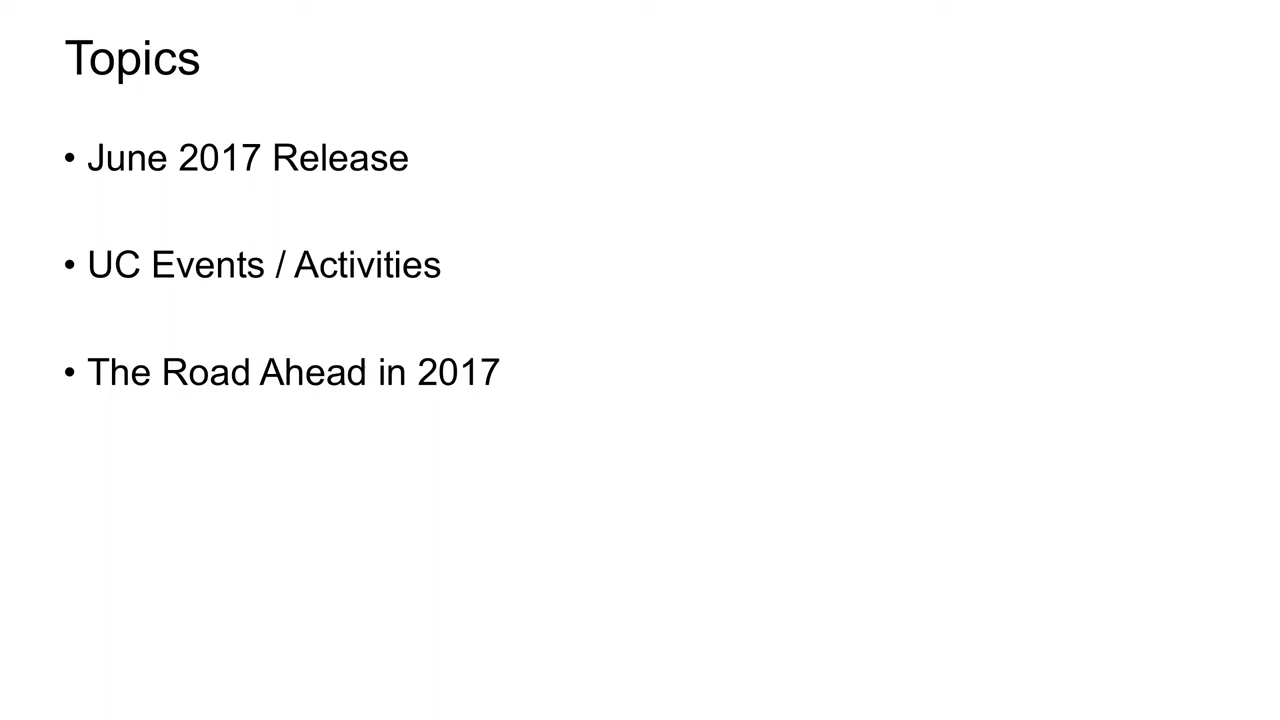 Topics
• June 2017 Release
• UC Events / Activities
• The Road Ahead in 2017